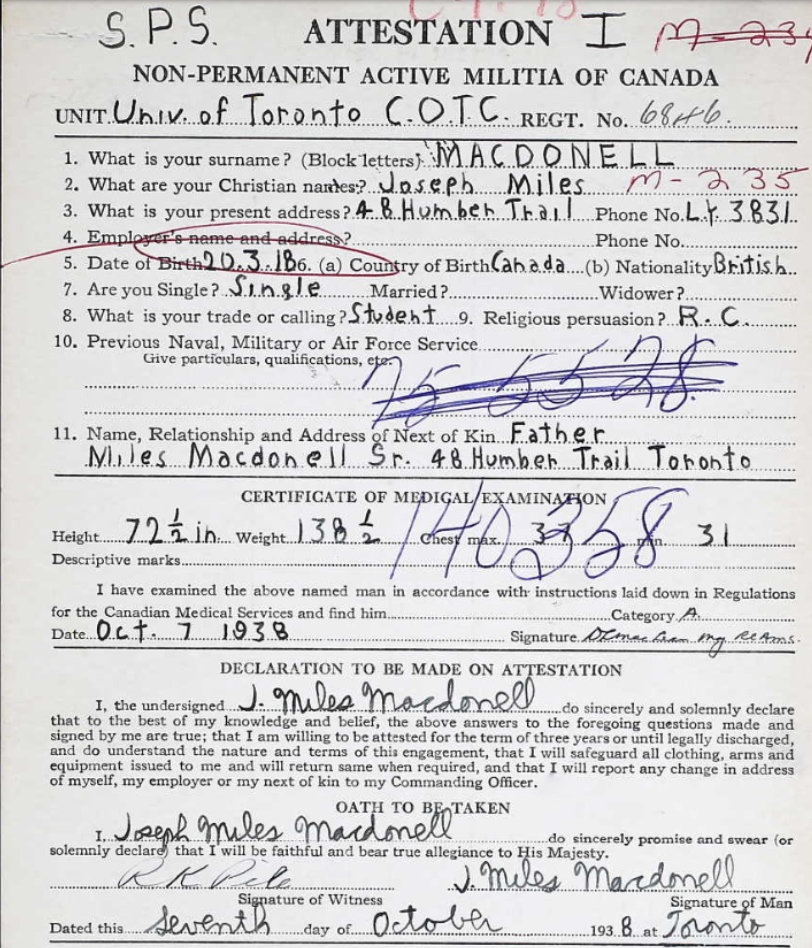 S.P.S. ATTESTATION I
NON-PERMANENT ACTIVE MILITIA OF CANADA
UNIT Univ. of Toronto C.O.T.C. REGT. No. 6846
1. What is your surname? (Block letters) MACDONELL
2. What are your Christian names? Joseph Miles M-235
3. What is your present address? 48 Humber Trail Phone No. LY. 3831
4. Employer's name and address? Phone No.
5. Date of Birth 20.3.18 6. (a) Country of Birth Canada (b) Nationality British
7. Are you Single? Single Married? Widower?
8. What is your trade or calling? Student 9. Religious persuasion? R.C.
10. Previous Naval, Military or Air Force Service
Give particulars, qualifications, etc.
75 5528
11. Name, Relationship and Address of Next of Kin Father
Miles Macdonell Sr. 48 Humber Trail Toronto
CERTIFICATE OF MEDICAL EXAMINATION
140358
Height 72 1/2 in. Weight 138 1/2 Chest max. min 31
Descriptive marks
I have examined the above named man in accordance with instructions laid down in Regulations
for the Canadian Medical Services and find him Category A.
Date Oct. 7 1938 Signature
DECLARATION TO BE MADE ON ATTESTATION
I, the undersigned J. Miles Macdonell do sincerely and solemnly declare
that to the best of my knowledge and belief, the above answers to the foregoing questions made and
signed by me are true; that I am willing to be attested for the term of three years or until legally discharged,
and do understand the nature and terms of this engagement, that I will safeguard all clothing, arms and
equipment issued to me and will return same when required, and that I will report any change in address
of myself, my employer or my next of kin to my Commanding Officer.
OATH TO BE TAKEN
I, Joseph Miles Macdonell do sincerely promise and swear (or
solemnly declare) that I will be faithful and bear true allegiance to His Majesty.
R K J. Miles Macdonell
Signature of Witness Signature of Man
Dated this Seventh day of October 1938 at Toronto